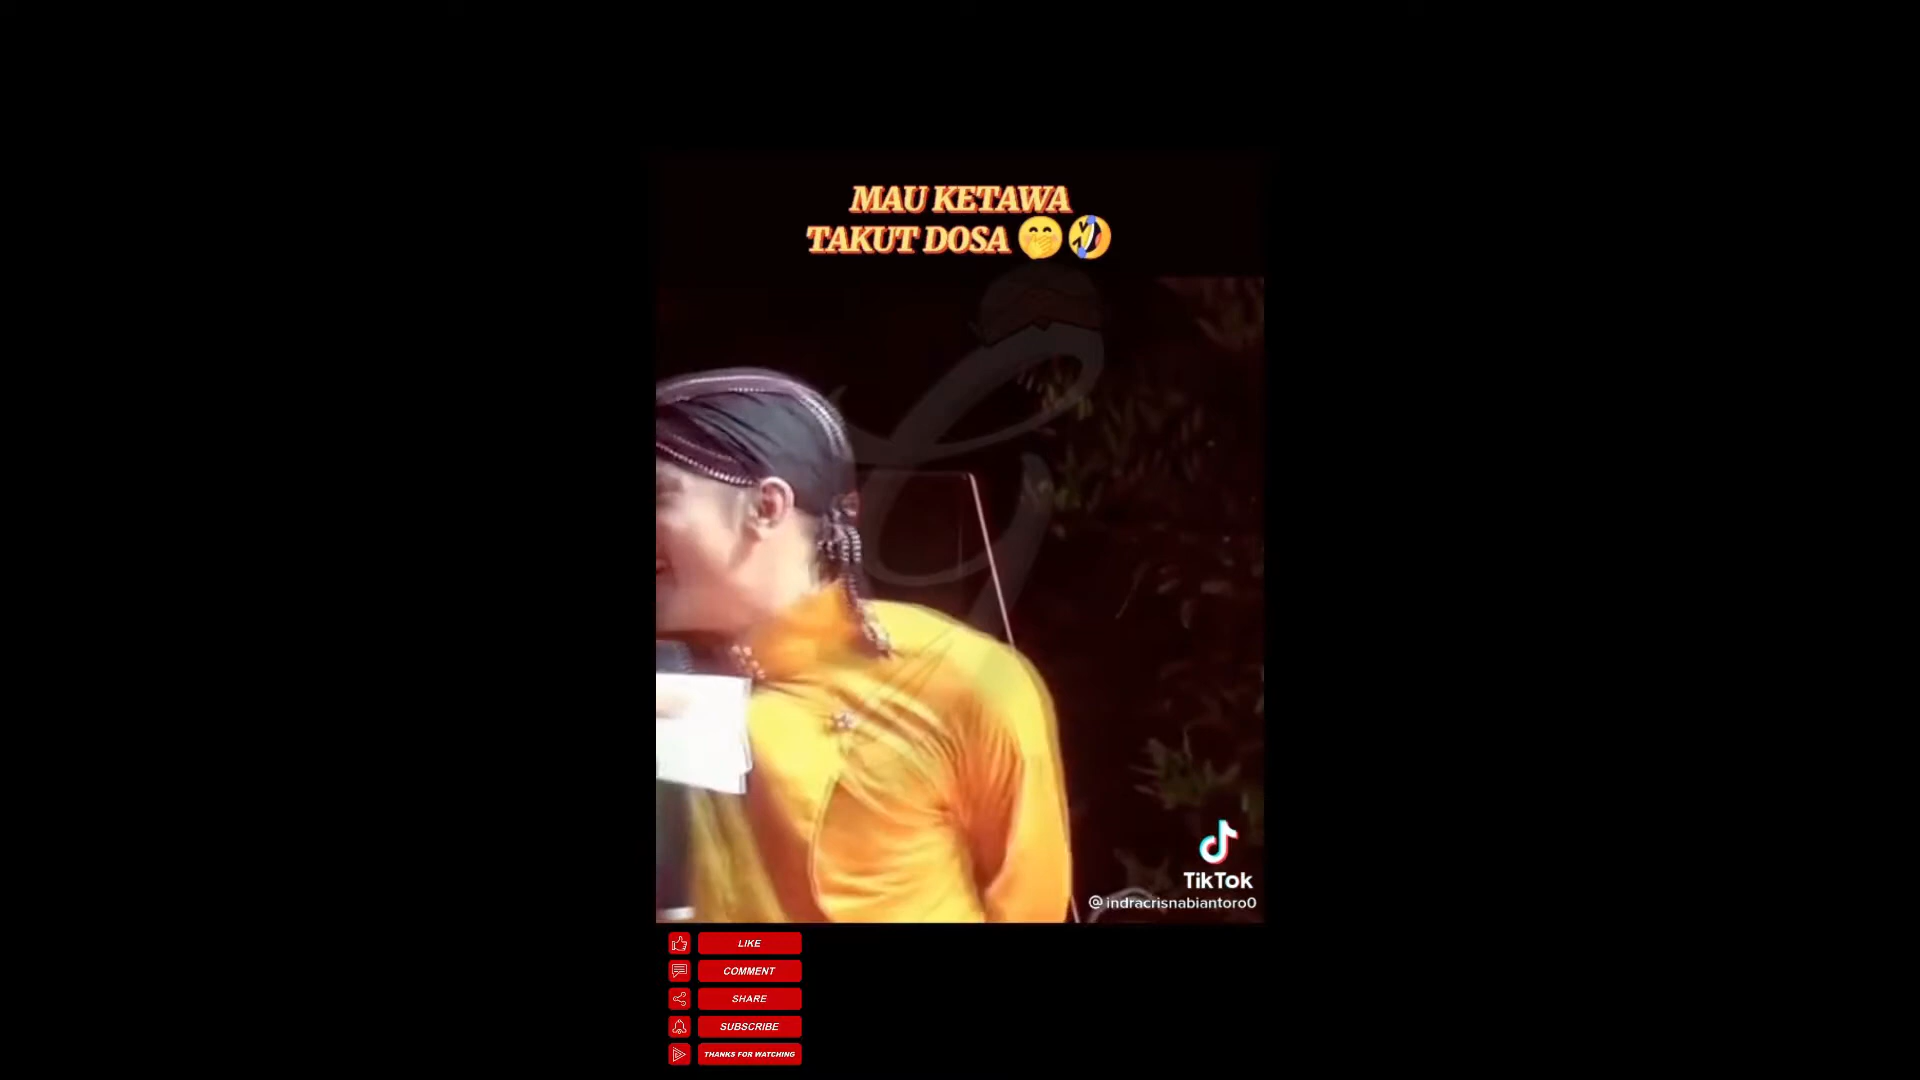 MAU KETAWA
TAKUT DOSA 🤭🤣
TikTok
@indracrisnabiantoro0
LIKE
COMMENT
SHARE
SUBSCRIBE
THANKS FOR WATCHING